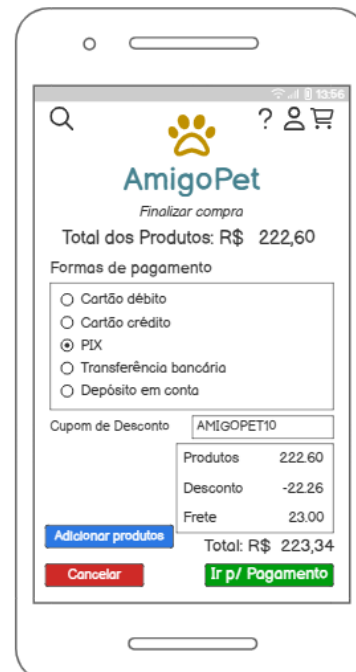 13:56
?
AmigoPet
Finalizar compra
Total dos Produtos: R$ 222,60
Formas de pagamento
Cartão débito
Cartão crédito
PIX
Transferência bancária
Depósito em conta
Cupom de Desconto AMIGOPET10
Produtos 222.60
Desconto -22.26
Frete 23.00
Adicionar produtos
Total: R$ 223,34
Cancelar Ir p/ Pagamento